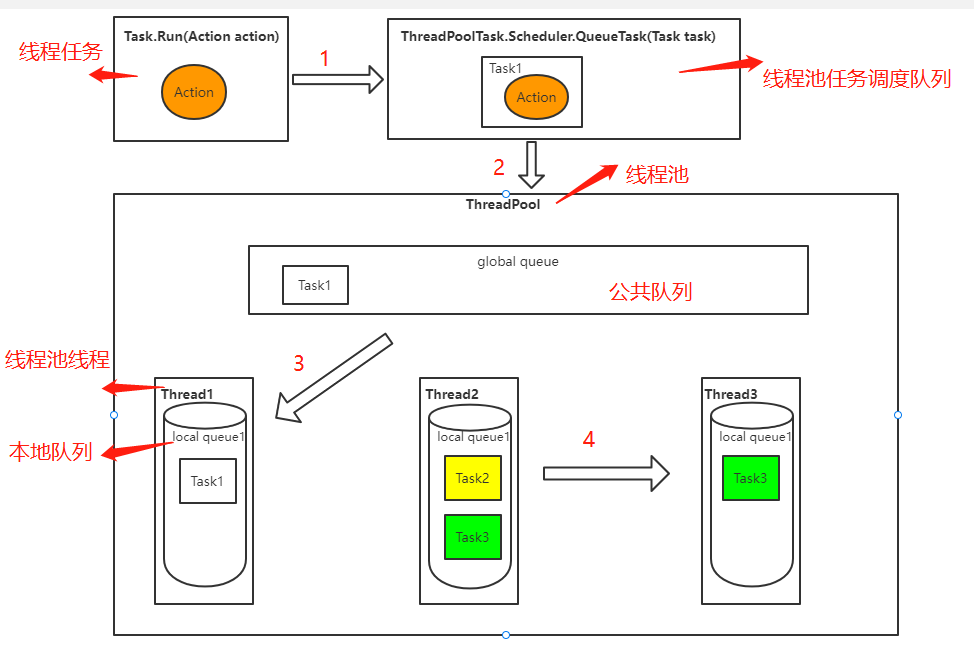 Task.Run(Action action)
线程任务
Action
1
ThreadPoolTask.Scheduler.QueueTask(Task task)
Task1
Action
线程池任务调度队列
2
线程池
ThreadPool
global queue
Task1
公共队列
3
线程池线程
本地队列
Thread1
local queue1
Task1
Thread2
local queue1
Task2
Task3
4
Thread3
local queue1
Task3